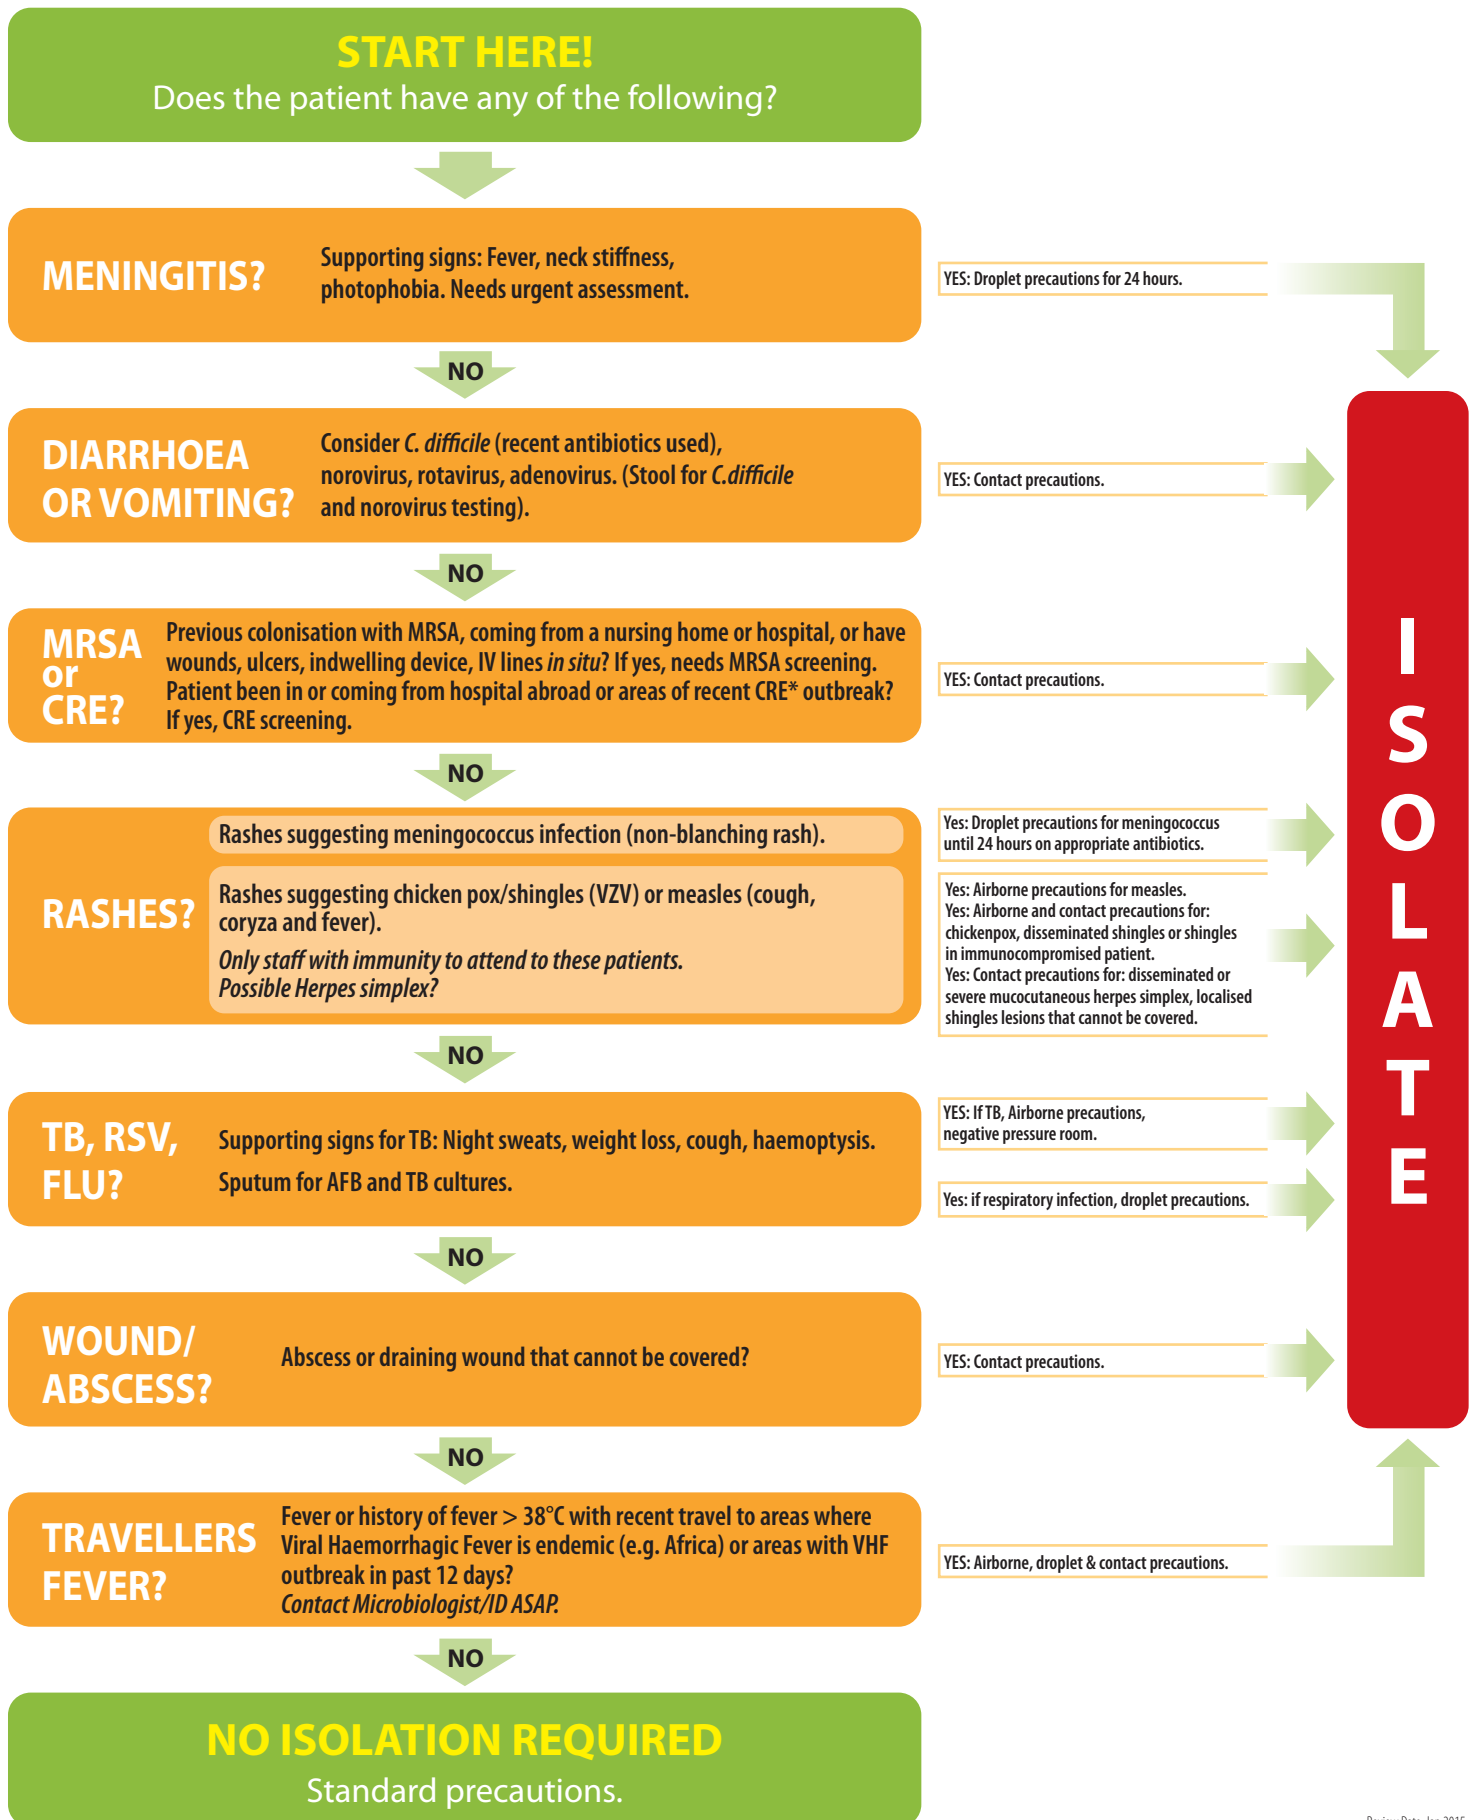 START HERE!
Does the patient have any of the following?
MENINGITIS?
Supporting signs: Fever, neck stiffness,
photophobia. Needs urgent assessment.
YES: Droplet precautions for 24 hours.
NO
DIARRHOEA
OR VOMITING?
Consider C. difficile (recent antibiotics used),
norovirus, rotavirus, adenovirus. (Stool for C.difficile
and norovirus testing).
YES: Contact precautions.
NO
MRSA
or
CRE?
Previous colonisation with MRSA, coming from a nursing home or hospital, or have
wounds, ulcers, indwelling device, IV lines in situ? If yes, needs MRSA screening.
Patient been in or coming from hospital abroad or areas of recent CRE* outbreak?
If yes, CRE screening.
YES: Contact precautions.
NO
RASHES?
Rashes suggesting meningococcus infection (non-blanching rash).
Yes: Droplet precautions for meningococcus
until 24 hours on appropriate antibiotics.
Rashes suggesting chicken pox/shingles (VZV) or measles (cough,
coryza and fever).
Only staff with immunity to attend to these patients.
Possible Herpes simplex?
Yes: Airborne precautions for measles.
Yes: Airborne and contact precautions for:
chickenpox, disseminated shingles or shingles
in immunocompromised patient.
Yes: Contact precautions for: disseminated or
severe mucocutaneous herpes simplex, localised
shingles lesions that cannot be covered.
NO
TB, RSV,
FLU?
Supporting signs for TB: Night sweats, weight loss, cough, haemoptysis.
Sputum for AFB and TB cultures.
YES: If TB, Airborne precautions,
negative pressure room.
Yes: if respiratory infection, droplet precautions.
NO
WOUND/
ABSCESS?
Abscess or draining wound that cannot be covered?
YES: Contact precautions.
NO
TRAVELLERS
FEVER?
Fever or history of fever > 38°C with recent travel to areas where
Viral Haemorrhagic Fever is endemic (e.g. Africa) or areas with VHF
outbreak in past 12 days?
Contact Microbiologist/ID ASAP.
YES: Airborne, droplet & contact precautions.
NO
NO ISOLATION REQUIRED
Standard precautions.
I
S
O
L
A
T
E